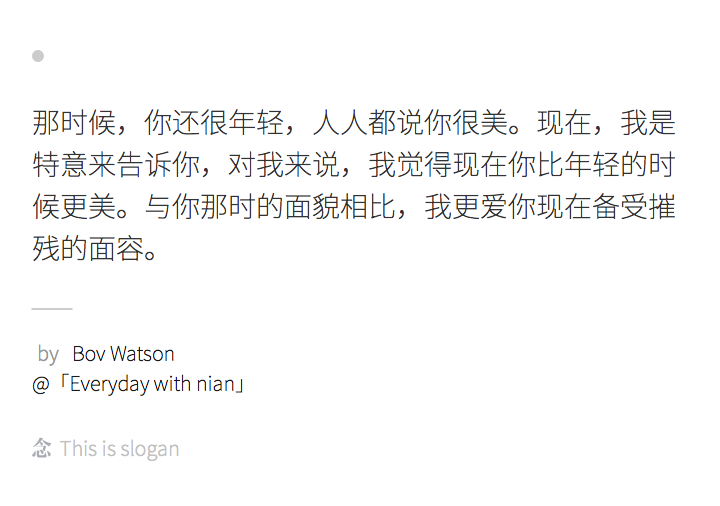 那时候，你还很年轻，人人都说你很美。现在，我是
特意来告诉你，对我来说，我觉得现在你比年轻的时
候更美。与你那时的面貌相比，我更爱你现在备受摧
残的面容。
by Bov Watson
@「Everyday with nian」
念 This is slogan